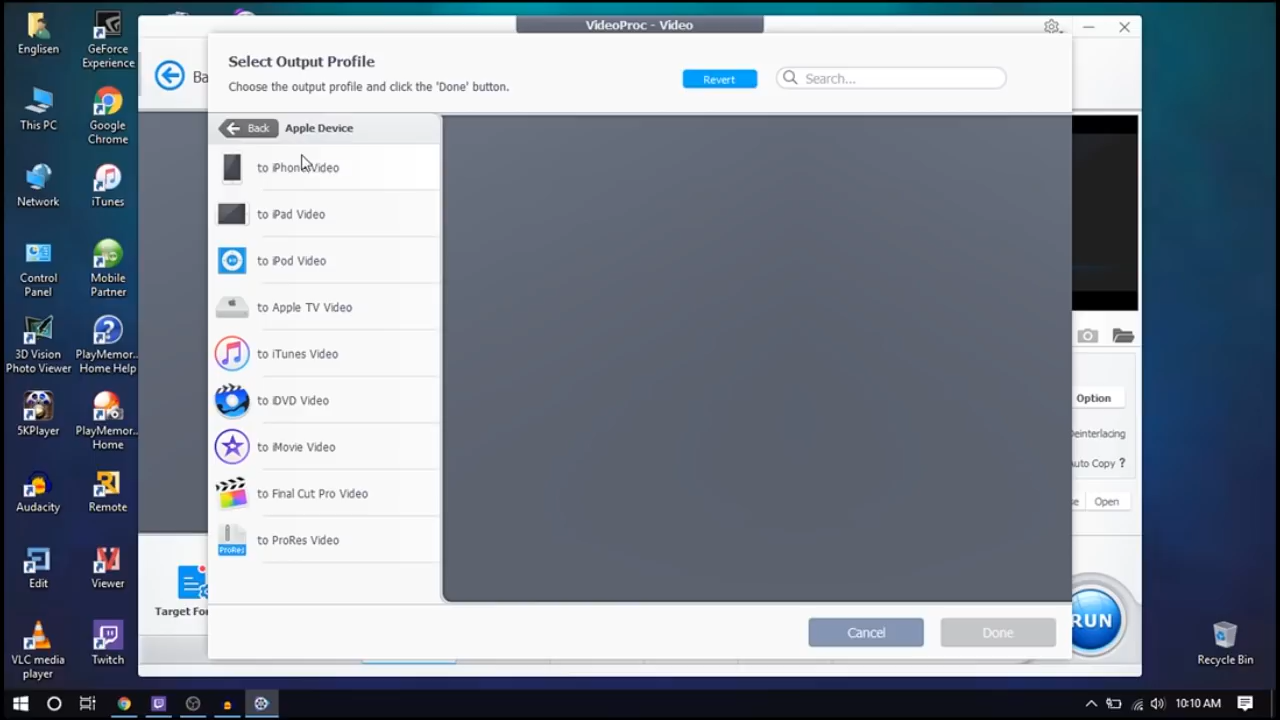 VideoProc - Video
Select Output Profile
Choose the output profile and click the 'Done' button.
Revert
Search...
Back
Apple Device
to iPhone Video
to iPad Video
to iPod Video
to Apple TV Video
to iTunes Video
to iDVD Video
to iMovie Video
to Final Cut Pro Video
to ProRes Video
ProRes
Cancel
Done
Ba
Target Fo
Option
Deinterlacing
Auto Copy ?
se
Open
RUN
Englisen
GeForce
Experience
This PC
Google
Chrome
Network
iTunes
Control
Panel
Mobile
Partner
3D Vision
Photo Viewer
PlayMemor...
Home Help
5KPlayer
PlayMemor...
Home
Audacity
Remote
Edit
Viewer
VLC media
player
Twitch
Recycle Bin
10:10 AM